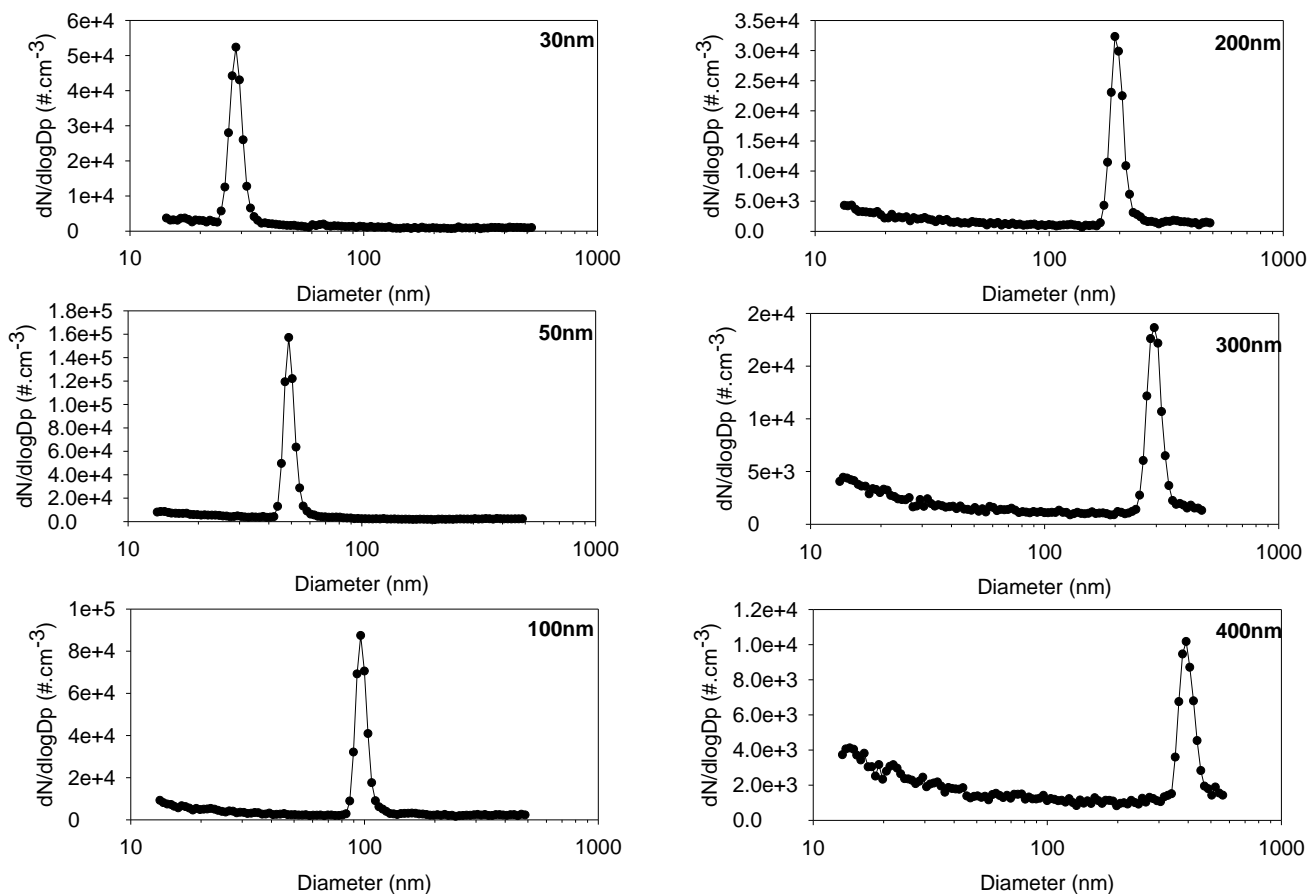 dN/dlogDp (#.cm-3)
6e+4
5e+4
4e+4
3e+4
2e+4
1e+4
0
30nm
10 100 1000
Diameter (nm)
dN/dlogDp (#.cm-3)
3.5e+4
3.0e+4
2.5e+4
2.0e+4
1.5e+4
1.0e+4
5.0e+3
0.0
200nm
10 100 1000
Diameter (nm)
dN/dlogDp (#.cm-3)
1.8e+5
1.6e+5
1.4e+5
1.2e+5
1.0e+5
8.0e+4
6.0e+4
4.0e+4
2.0e+4
0.0
50nm
10 100 1000
Diameter (nm)
dN/dlogDp (#.cm-3)
2e+4
2e+4
1e+4
5e+3
0
300nm
10 100 1000
Diameter (nm)
dN/dlogDp (#.cm-3)
1e+5
8e+4
6e+4
4e+4
2e+4
0
100nm
10 100 1000
Diameter (nm)
dN/dlogDp (#.cm-3)
1.2e+4
1.0e+4
8.0e+3
6.0e+3
4.0e+3
2.0e+3
0.0
400nm
10 100 1000
Diameter (nm)